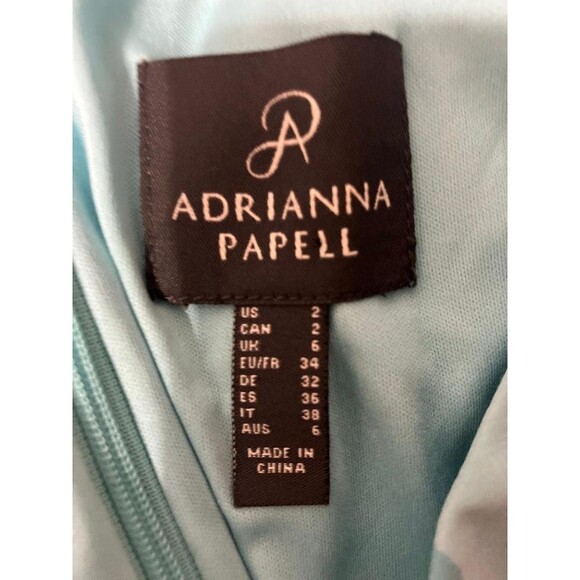 AP
ADRIANNA
PAPELL
US 2
CAN 2
UK 6
EU/FR 34
DE 32
ES 36
IT 38
AUS 6
MADE IN
CHINA